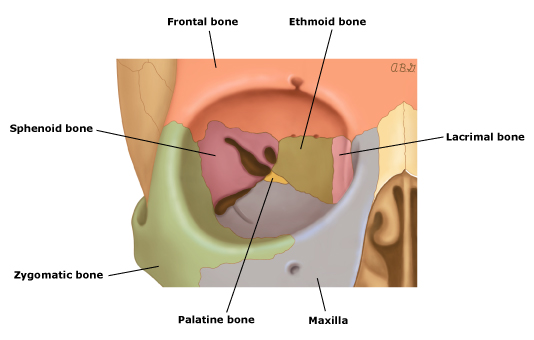 Frontal bone
Ethmoid bone
Sphenoid bone
Lacrimal bone
Zygomatic bone
Palatine bone
Maxilla